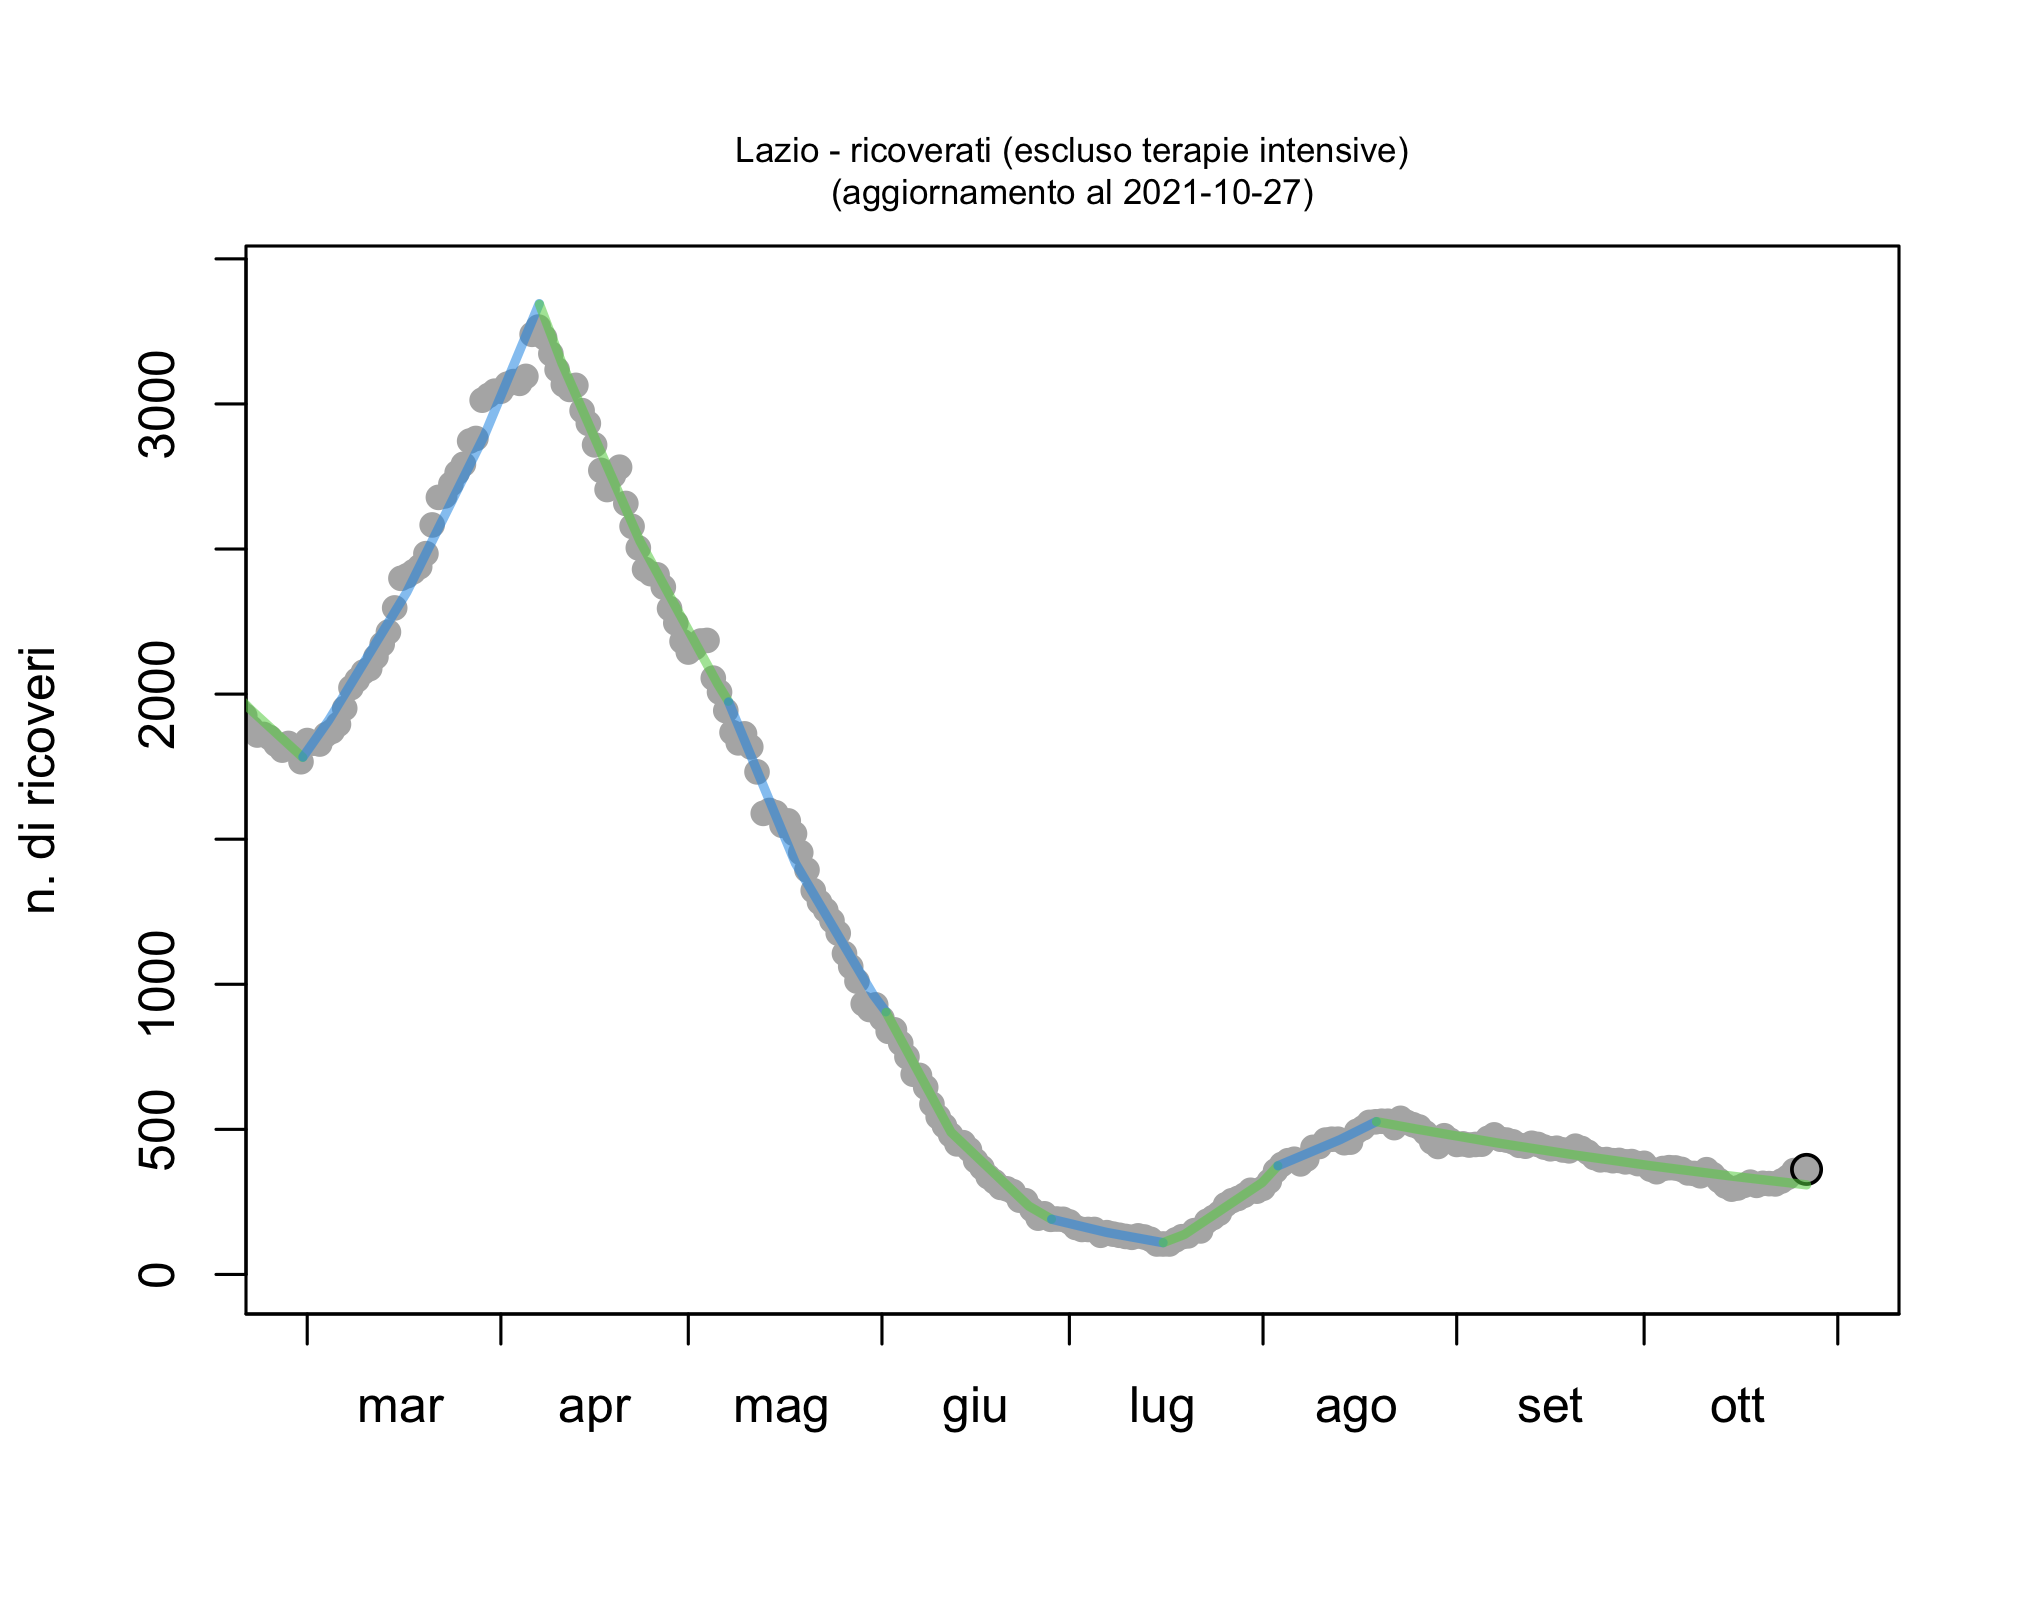 Lazio - ricoverati (escluso terapie intensive)
(aggiornamento al 2021-10-27)
n. di ricoveri
3000
2000
1000
500
0
mar apr mag giu lug ago set ott